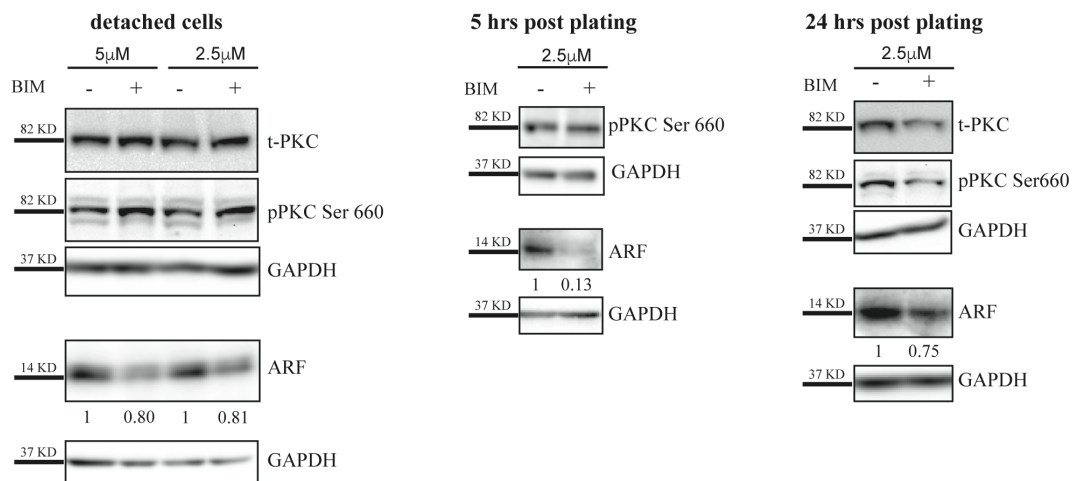 detached cells
5μM 2.5μM
BIM - + - +
82 KD t-PKC
82 KD pPKC Ser 660
37 KD GAPDH
14 KD ARF
1 0.80 1 0.81
37 KD GAPDH
5 hrs post plating
2.5μM
BIM - +
82 KD pPKC Ser 660
37 KD GAPDH
14 KD ARF
1 0.13
37 KD GAPDH
24 hrs post plating
2.5μM
BIM - +
82 KD t-PKC
82 KD pPKC Ser660
37 KD GAPDH
14 KD ARF
1 0.75
37 KD GAPDH